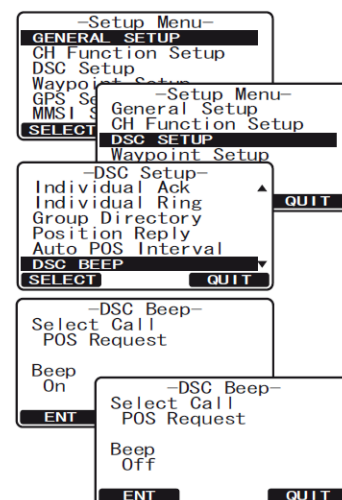 -Setup Menu-
GENERAL SETUP
CH Function Setup
DSC Setup
Waypoint Setup
GPS Se
MMSI S
SELECT
-Setup Menu-
General Setup
CH Function Setup
DSC SETUP
Waypoint Setup
QUIT
-DSC Setup-
Individual Ack
Individual Ring
Group Directory
Position Reply
Auto POS Interval
DSC BEEP
SELECT QUIT
-DSC Beep-
Select Call
POS Request
Beep
On
ENT
-DSC Beep-
Select Call
POS Request
Beep
Off
ENT QUIT